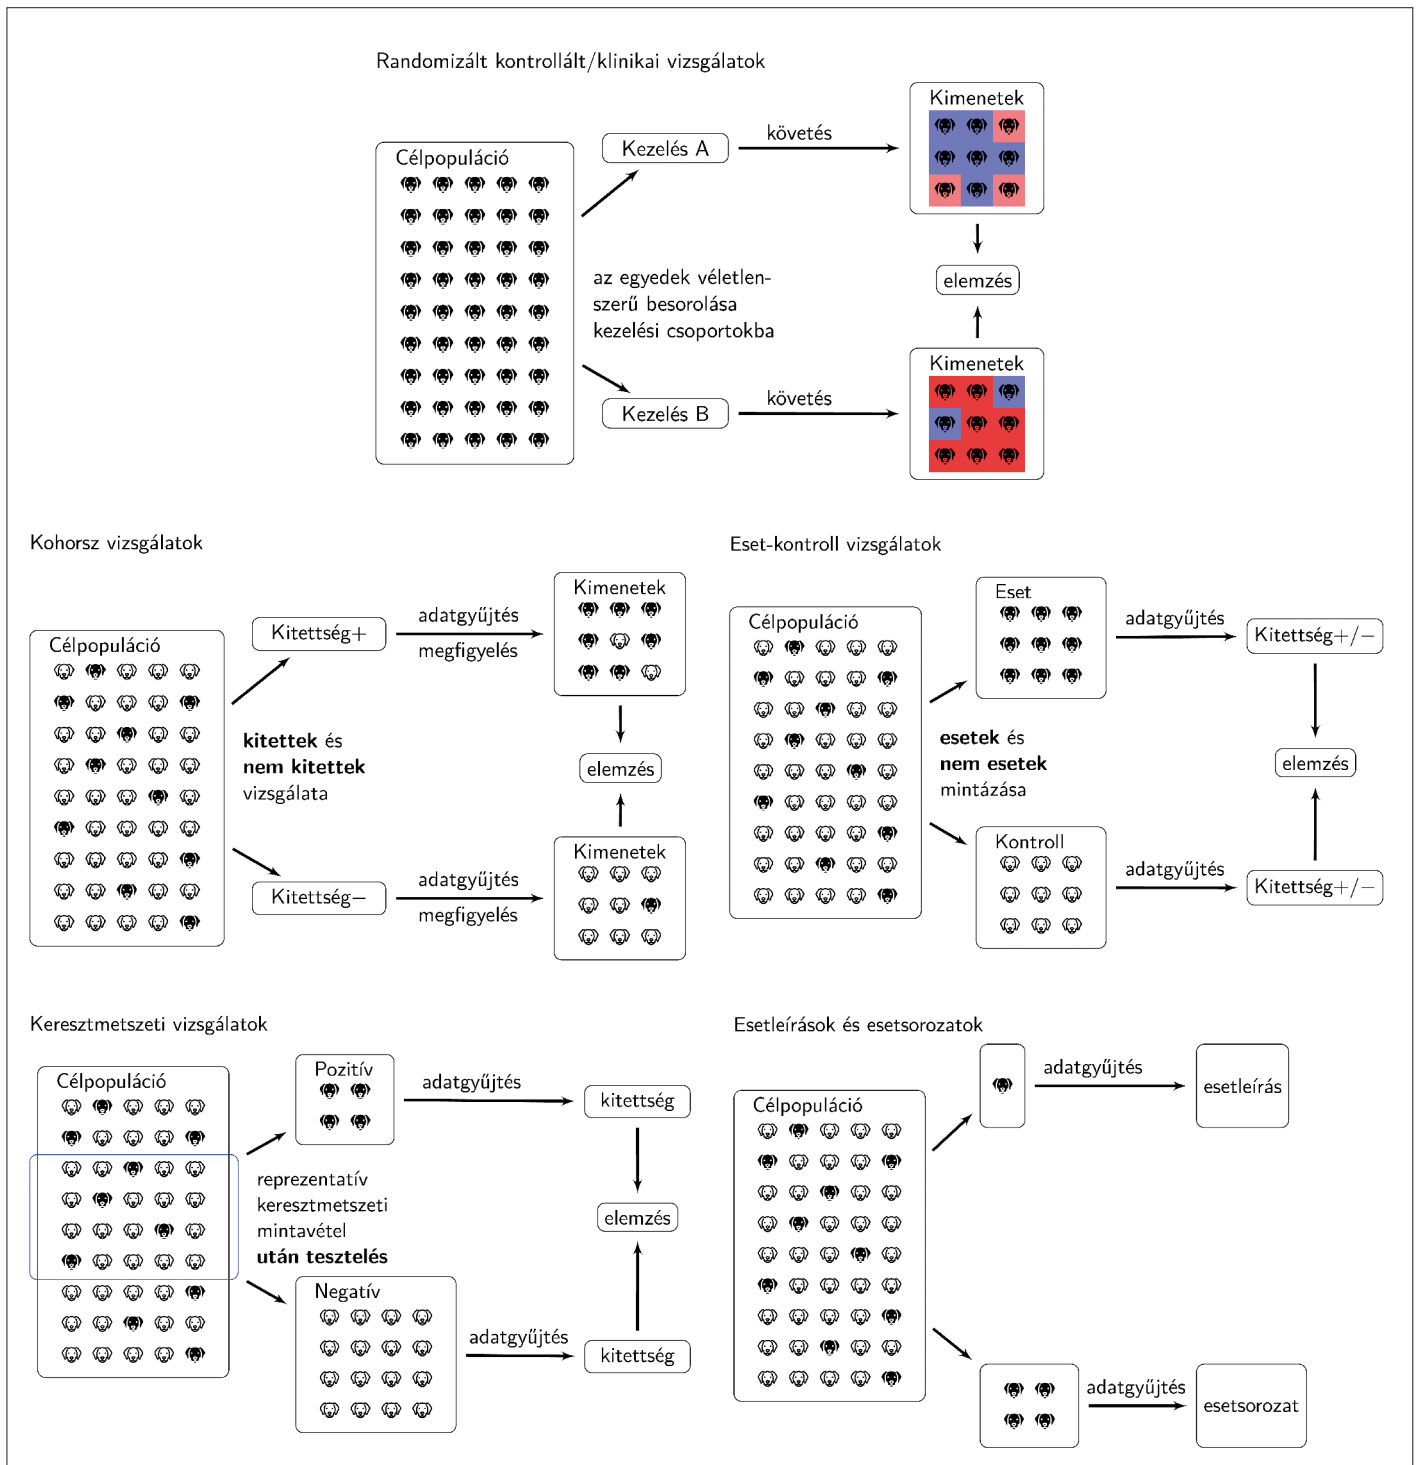 Randomizált kontrollált/klinikai vizsgálatok
Célpopuláció
Kezelés A
követés
Kimenetek
az egyedek véletlen-
szerű besorolása
kezelési csoportokba
elemzés
Kezelés B
követés
Kimenetek
Kohorsz vizsgálatok
Célpopuláció
Kitettség+
adatgyűjtés
megfigyelés
Kimenetek
kitettek és
nem kitettek
vizsgálata
elemzés
Kitettség−
adatgyűjtés
megfigyelés
Kimenetek
Eset-kontroll vizsgálatok
Célpopuláció
Eset
adatgyűjtés
Kitettség+/−
esetek és
nem esetek
mintázása
elemzés
Kontroll
adatgyűjtés
Kitettség+/−
Keresztmetszeti vizsgálatok
Célpopuláció
Pozitív
adatgyűjtés
kitettség
reprezentatív
keresztmetszeti
mintavétel
után tesztelés
elemzés
Negatív
adatgyűjtés
kitettség
Esetleírások és esetsorozatok
Célpopuláció
adatgyűjtés
esetleírás
adatgyűjtés
esetsorozat